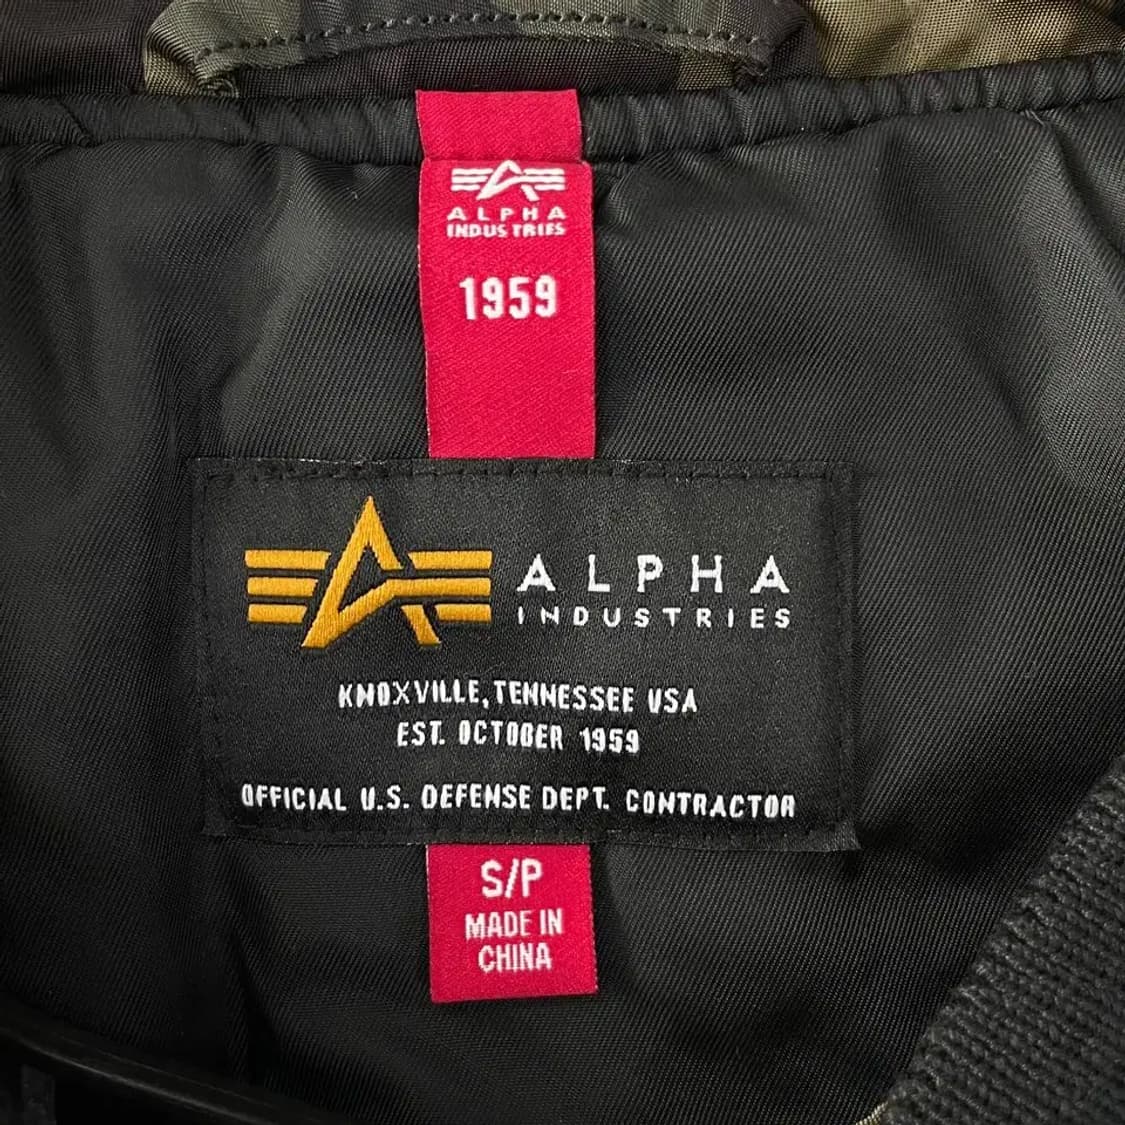 ALPHA
INDUSTRIES
1959
ALPHA
INDUSTRIES
KNOXVILLE, TENNESSEE USA
EST. OCTOBER 1959
OFFICIAL U.S. DEFENSE DEPT. CONTRACTOR
S/P
MADE IN
CHINA